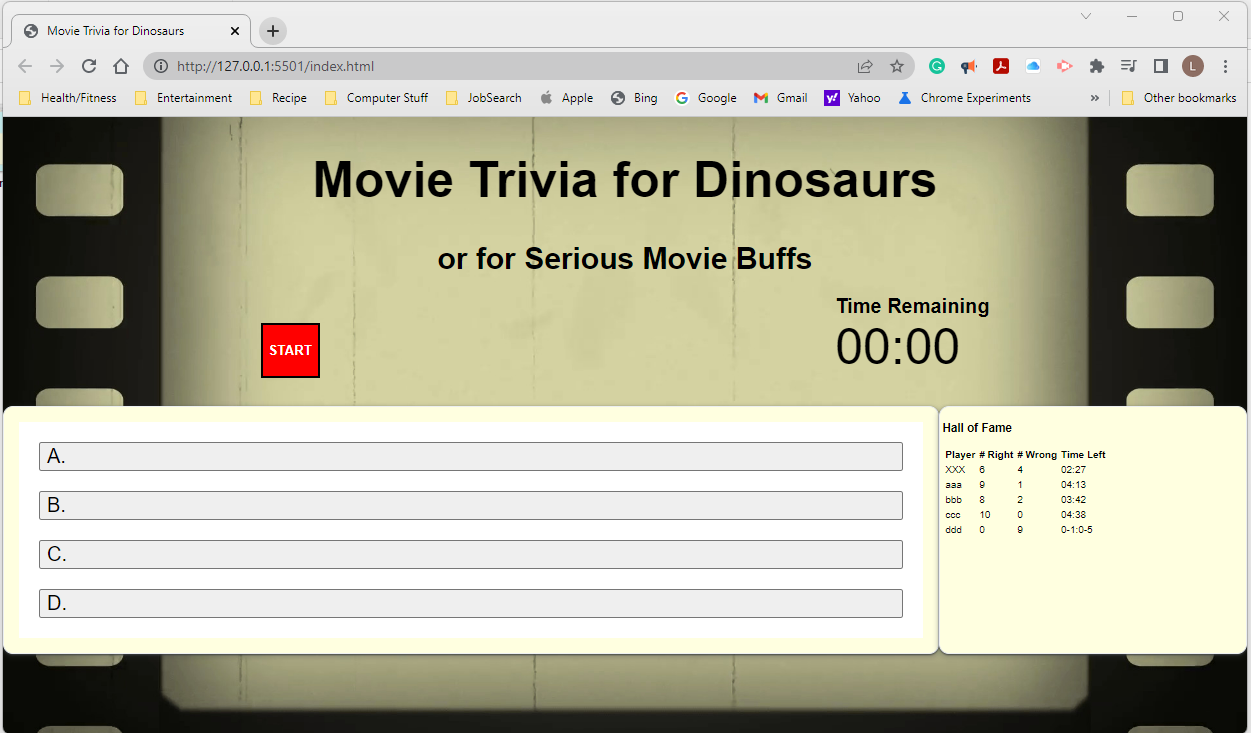 Movie Trivia for Dinosaurs
http://127.0.0.1:5501/index.html
L
Health/Fitness Entertainment Recipe Computer Stuff JobSearch Apple Bing Google Gmail Yahoo Chrome Experiments » Other bookmarks
Movie Trivia for Dinosaurs
or for Serious Movie Buffs
Time Remaining
00:00
START
A.
B.
C.
D.
Hall of Fame
Player # Right # Wrong Time Left
XXX 6 4 02:27
aaa 9 1 04:13
bbb 8 2 03:42
ccc 10 0 04:38
ddd 0 9 0-1:0-5